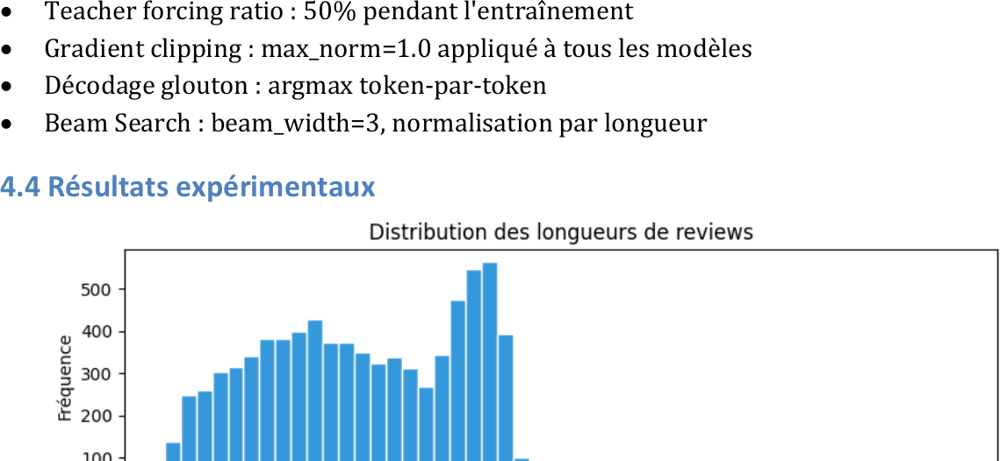 • Teacher forcing ratio : 50% pendant l'entraînement
• Gradient clipping : max_norm=1.0 appliqué à tous les modèles
• Décodage glouton : argmax token-par-token
• Beam Search : beam_width=3, normalisation par longueur
4.4 Résultats expérimentaux
Distribution des longueurs de reviews
500
400
300
200
100
Fréquence